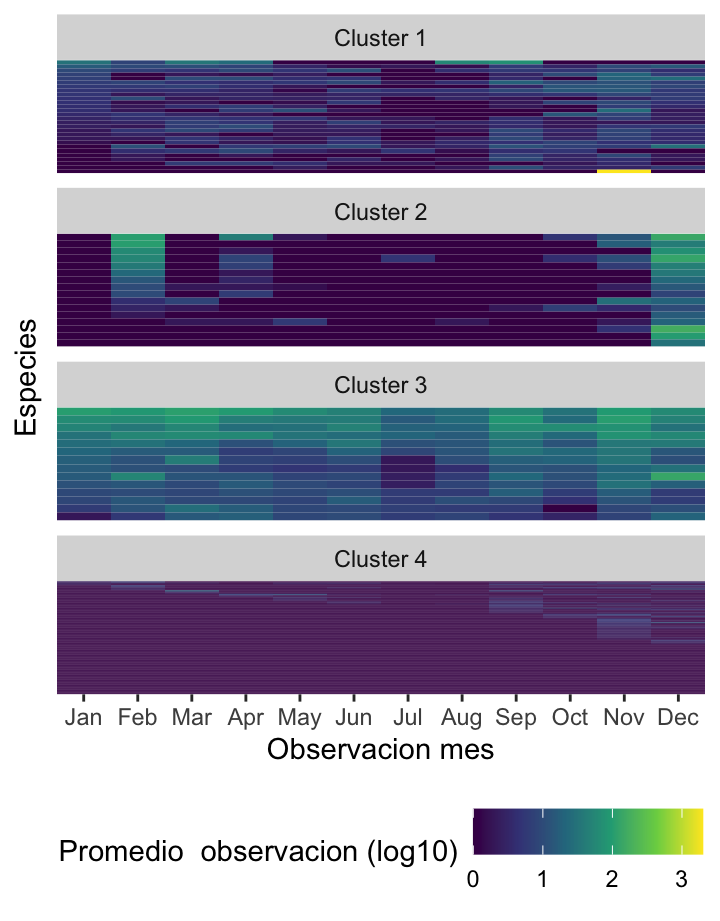 Cluster 1
Cluster 2
Cluster 3
Cluster 4
Especies
Jan Feb Mar Apr May Jun Jul Aug Sep Oct Nov Dec
Observacion mes
Promedio  observacion (log10)
0 1 2 3